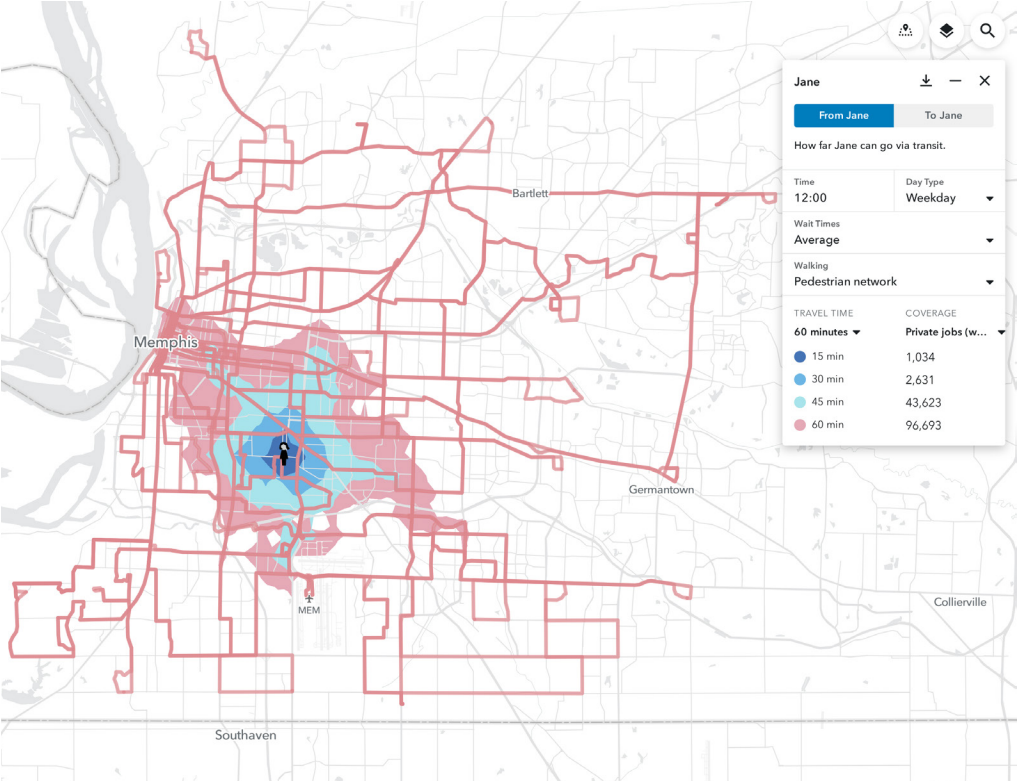 Bartlett
Memphis
Germantown
MEM
Collierville
Southaven
Jane
From Jane
To Jane
How far Jane can go via transit.
Time
12:00
Day Type
Weekday
Wait Times
Average
Walking
Pedestrian network
TRAVEL TIME
COVERAGE
60 minutes
Private jobs (w...
15 min
1,034
30 min
2,631
45 min
43,623
60 min
96,693